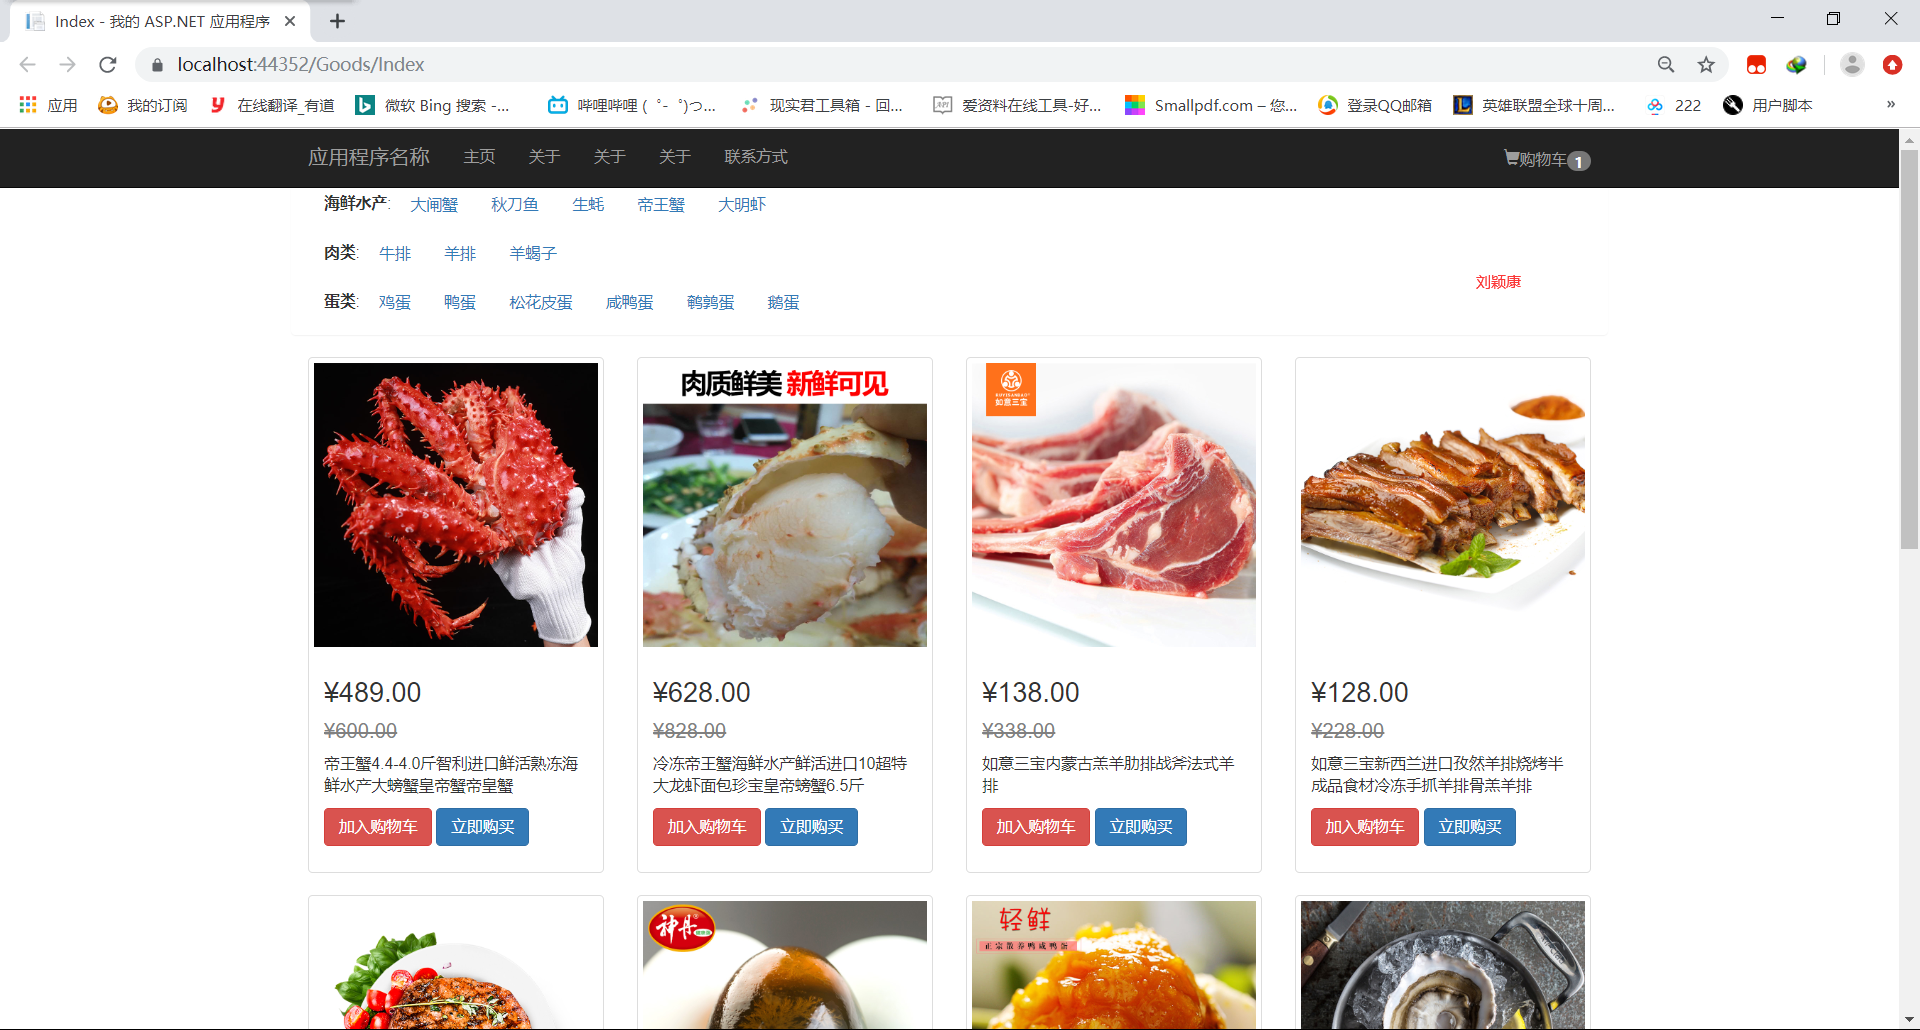 Index - 我的 ASP.NET 应用程序
localhost:44352/Goods/Index
应用
我的订阅
在线翻译_有道
微软 Bing 搜索 -...
哔哩哔哩 ( ゜- ゜)つ...
现实君工具箱 - 回...
爱资料在线工具-好...
Smallpdf.com – 您...
登录QQ邮箱
英雄联盟全球十周...
222
用户脚本
»
应用程序名称 主页 关于 关于 关于 联系方式
购物车 1
海鲜水产: 大闸蟹 秋刀鱼 生蚝 帝王蟹 大明虾
肉类: 牛排 羊排 羊蝎子
刘颖康
蛋类: 鸡蛋 鸭蛋 松花皮蛋 咸鸭蛋 鹌鹑蛋 鹅蛋
¥489.00
¥600.00
帝王蟹4.4-4.0斤智利进口鲜活熟冻海
鲜水产大螃蟹皇帝蟹帝皇蟹
加入购物车 立即购买
肉质鲜美 新鲜可见
¥628.00
¥828.00
冷冻帝王蟹海鲜水产鲜活进口10超特
大龙虾面包珍宝皇帝螃蟹6.5斤
加入购物车 立即购买
如意三宝
¥138.00
¥338.00
如意三宝内蒙古羔羊肋排战斧法式羊
排
加入购物车 立即购买
¥128.00
¥228.00
如意三宝新西兰进口孜然羊排烧烤半
成品食材冷冻手抓羊排骨羔羊排
加入购物车 立即购买
神丹
轻鲜
正宗散养鸭咸鸭蛋